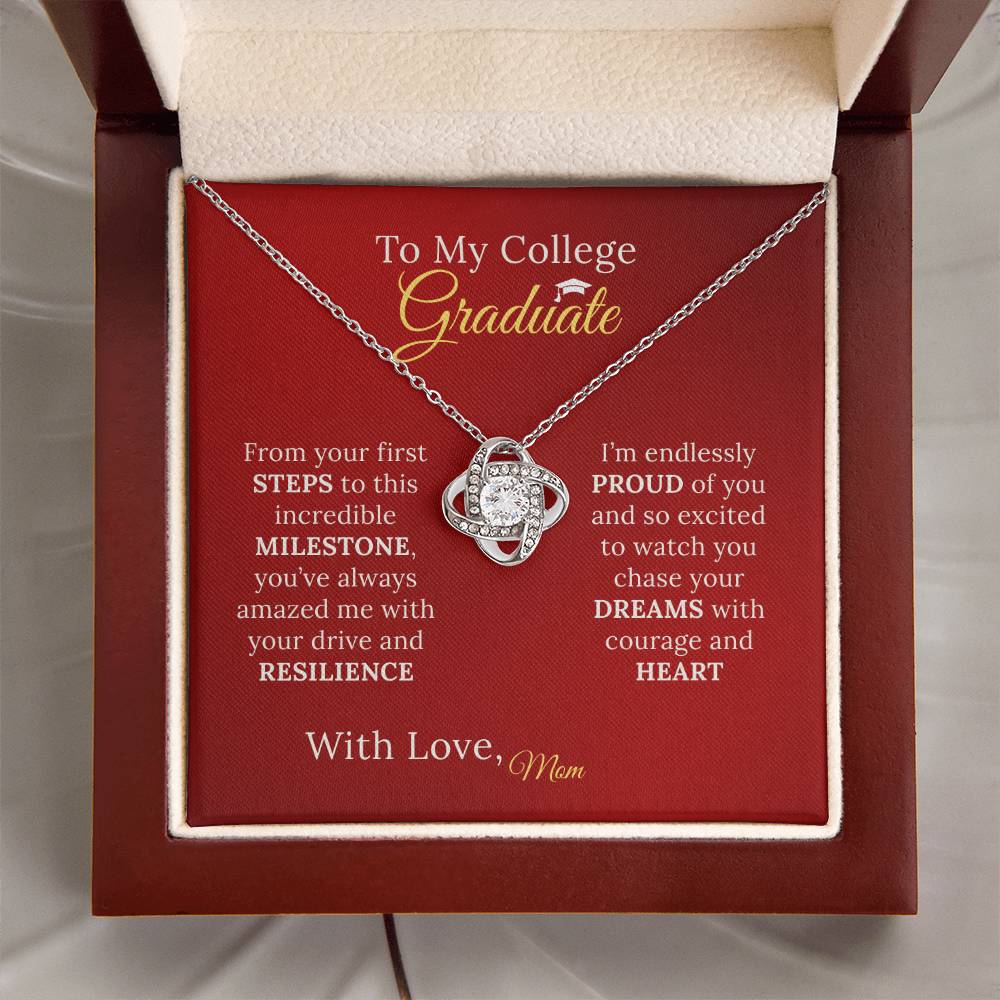 To My College
Graduate
From your first
STEPS to this
incredible
MILESTONE,
you’ve always
amazed me with
your drive and
RESILIENCE
I’m endlessly
PROUD of you
and so excited
to watch you
chase your
DREAMS with
courage and
HEART
With Love, Mom